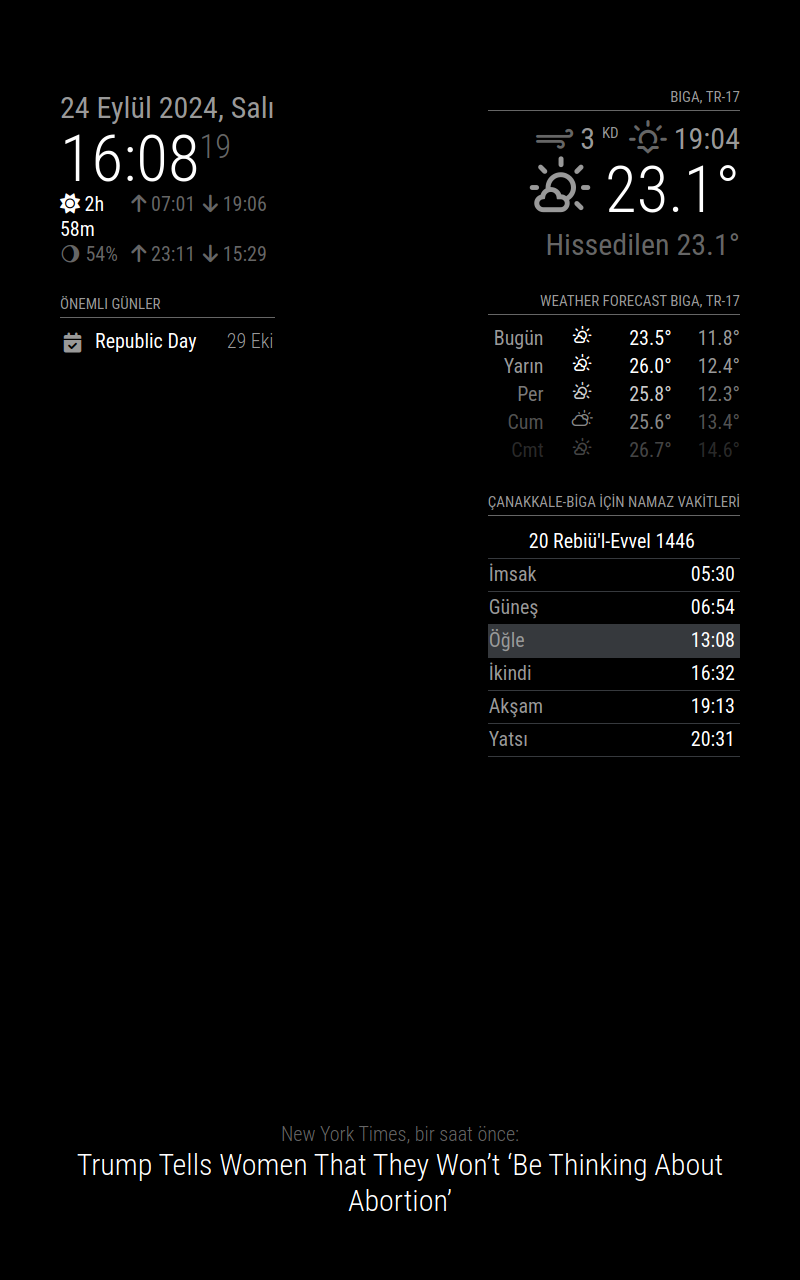 24 Eylül 2024, Salı
16:08 19
2h 07:01 19:06
58m
54% 23:11 15:29
ÖNEMLI GÜNLER
Republic Day 29 Eki
BIGA, TR-17
3 KD 19:04
23.1°
Hissedilen 23.1°
WEATHER FORECAST BIGA, TR-17
Bugün 23.5° 11.8°
Yarın 26.0° 12.4°
Per 25.8° 12.3°
Cum 25.6° 13.4°
Cmt 26.7° 14.6°
ÇANAKKALE-BİGA İÇİN NAMAZ VAKİTLERİ
20 Rebiü'l-Evvel 1446
İmsak 05:30
Güneş 06:54
Öğle 13:08
İkindi 16:32
Akşam 19:13
Yatsı 20:31
New York Times, bir saat önce:
Trump Tells Women That They Won’t ‘Be Thinking About
Abortion’